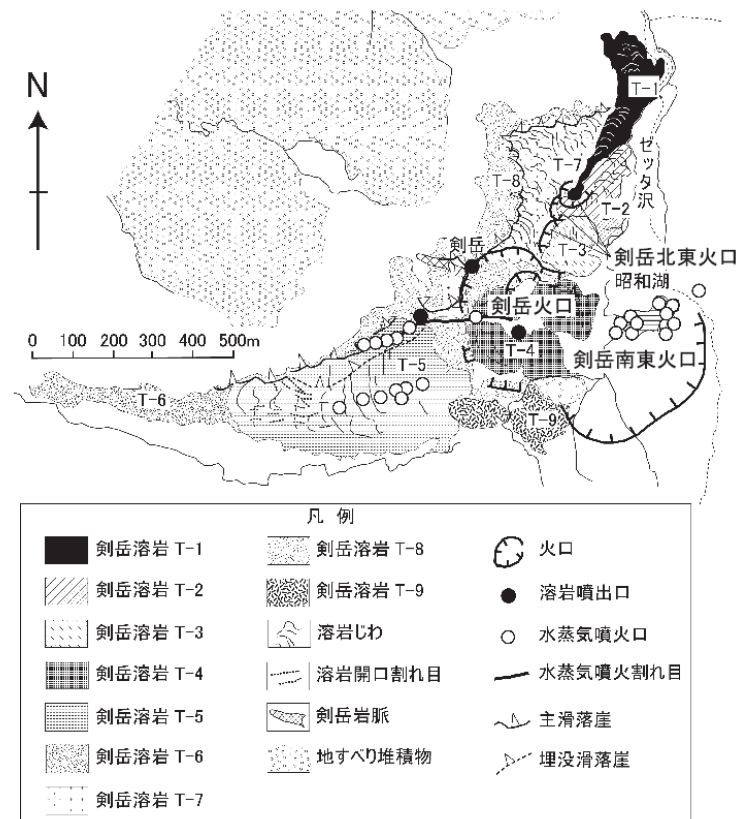 N
T-1
ゼッタ沢
T-7
T-8
T-2
T-3
剣岳
剣岳北東火口
昭和湖
剣岳火口
0 100 200 300 400 500m
T-4
剣岳南東火口
T-5
T-6
T-9
凡 例
剣岳溶岩 T-1
剣岳溶岩 T-2
剣岳溶岩 T-3
剣岳溶岩 T-4
剣岳溶岩 T-5
剣岳溶岩 T-6
剣岳溶岩 T-7
剣岳溶岩 T-8
剣岳溶岩 T-9
溶岩じわ
溶岩開口割れ目
剣岳岩脈
地すべり堆積物
火口
溶岩噴出口
水蒸気噴火口
水蒸気噴火割れ目
主滑落崖
埋没滑落崖